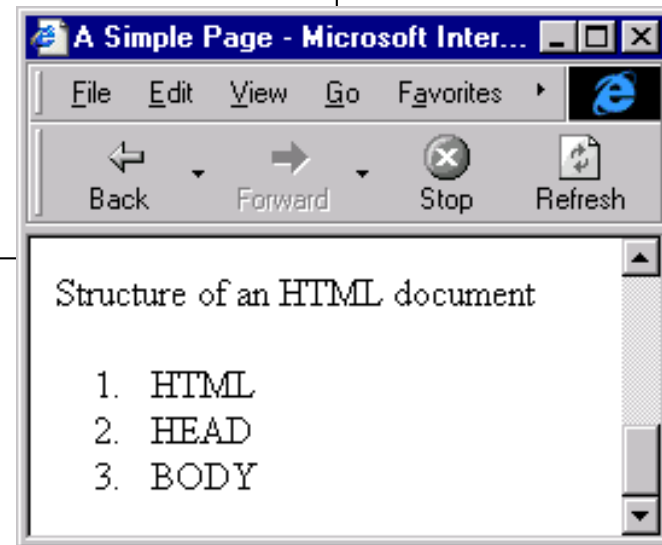 A Simple Page - Microsoft Inter...
File Edit View Go Favorites
Back Forward Stop Refresh
Structure of an HTML document
1. HTML
2. HEAD
3. BODY